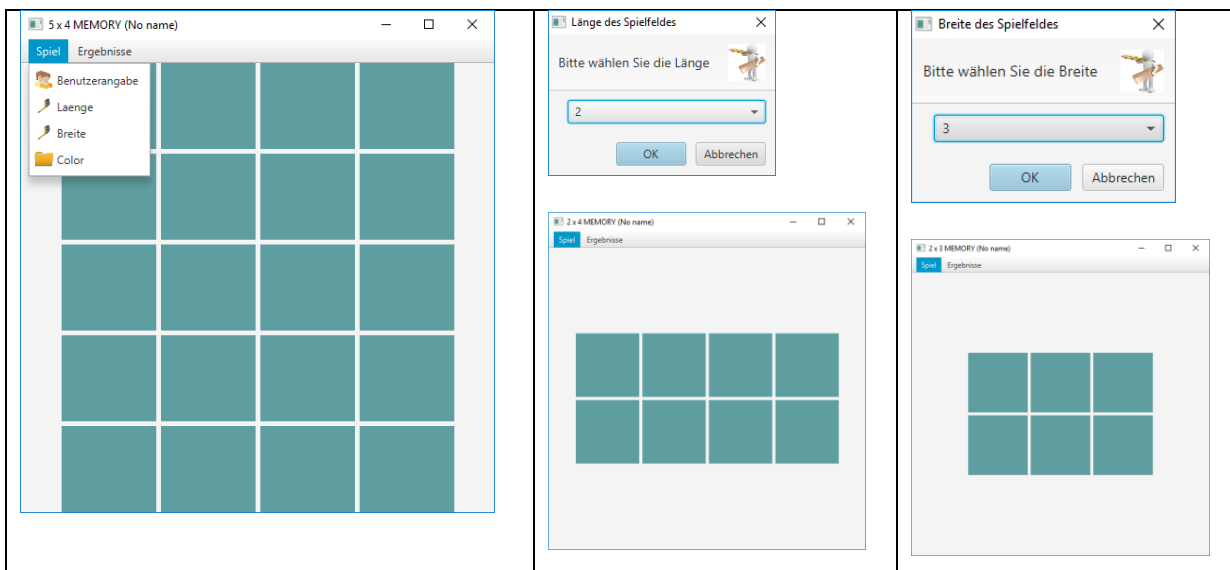 5 x 4 MEMORY (No name)
Spiel Ergebnisse
Benutzerangabe
Laenge
Breite
Color
Länge des Spielfeldes
Bitte wählen Sie die Länge
2
OK Abbrechen
2 x 4 MEMORY (No name)
Spiel Ergebnisse
Breite des Spielfeldes
Bitte wählen Sie die Breite
3
OK Abbrechen
2 x 3 MEMORY (No name)
Spiel Ergebnisse